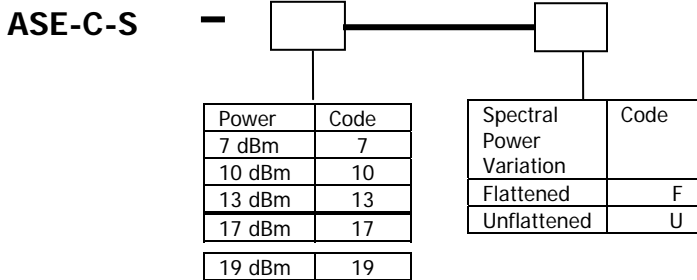 ASE-C-S –
Power Code
7 dBm 7
10 dBm 10
13 dBm 13
17 dBm 17
19 dBm 19
Spectral Power Variation Code
Flattened F
Unflattened U